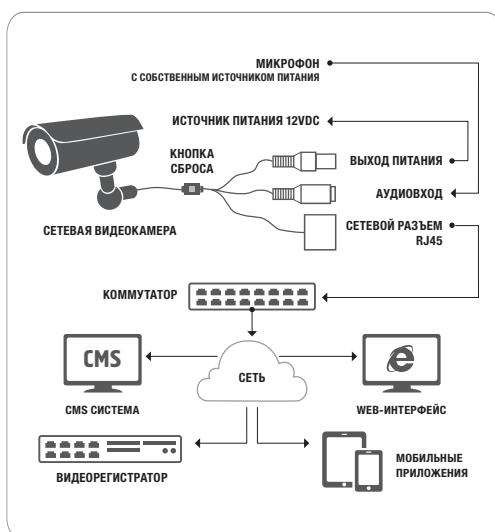 МИКРОФОН
С СОБСТВЕННЫМ ИСТОЧНИКОМ ПИТАНИЯ
ИСТОЧНИК ПИТАНИЯ 12VDC
КНОПКА
СБРОСА
ВЫХОД ПИТАНИЯ
АУДИОВХОД
СЕТЕВАЯ ВИДЕОКАМЕРА
СЕТЕВОЙ РАЗЪЕМ
RJ45
КОММУТАТОР
CMS
СЕТЬ
CMS СИСТЕМА
WEB-ИНТЕРФЕЙС
ВИДЕОРЕГИСТРАТОР
МОБИЛЬНЫЕ
ПРИЛОЖЕНИЯ